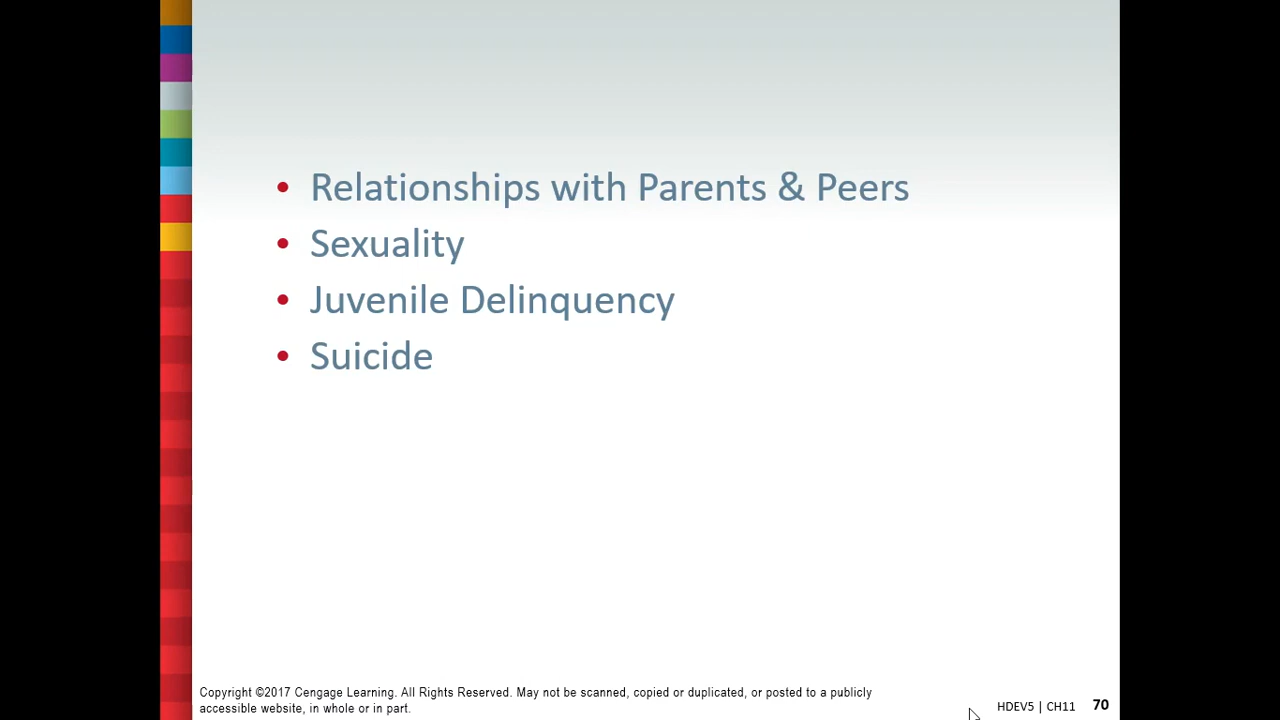 • Relationships with Parents & Peers
• Sexuality
• Juvenile Delinquency
• Suicide
Copyright ©2017 Cengage Learning. All Rights Reserved. May not be scanned, copied or duplicated, or posted to a publicly
accessible website, in whole or in part.
HDEV5 | CH11 70